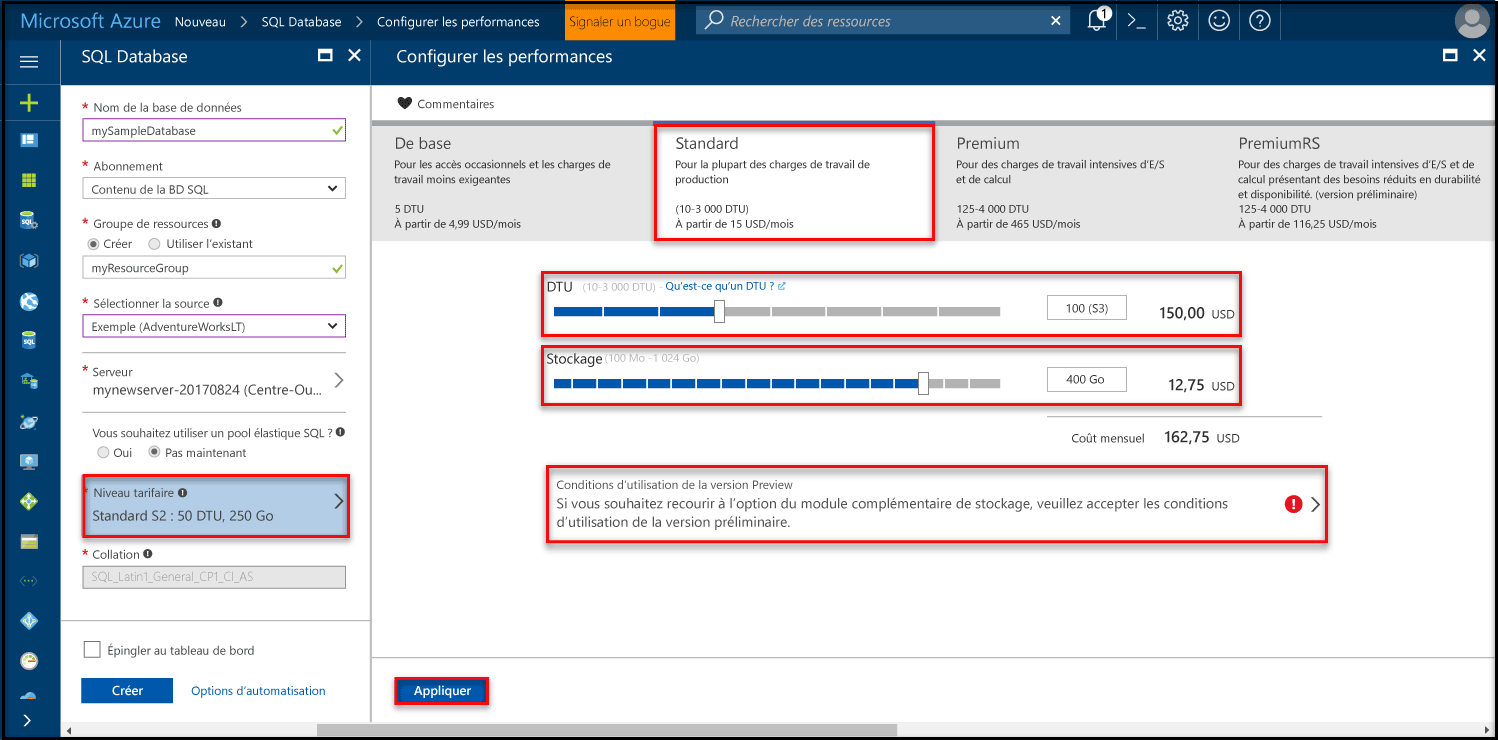 Microsoft Azure Nouveau > SQL Database > Configurer les performances Signaler un bogue Rechercher des ressources 1
SQL Database
* Nom de la base de données
mySampleDatabase
* Abonnement
Contenu de la BD SQL
* Groupe de ressources
Créer Utiliser l'existant
myResourceGroup
* Sélectionner la source
Exemple (AdventureWorksLT)
* Serveur
mynewserver-20170824 (Centre-Ou...
Vous souhaitez utiliser un pool élastique SQL ?
Oui Pas maintenant
* Niveau tarifaire
Standard S2 : 50 DTU, 250 Go
* Collation
SQL_Latin1_General_CP1_CI_AS
Épingler au tableau de bord
Créer Options d'automatisation
Configurer les performances
Commentaires
De base
Pour les accès occasionnels et les charges de
travail moins exigeantes
5 DTU
À partir de 4,99 USD/mois
Standard
Pour la plupart des charges de travail de
production
(10-3 000 DTU)
À partir de 15 USD/mois
Premium
Pour des charges de travail intensives d'E/S
et de calcul
125-4 000 DTU
À partir de 465 USD/mois
PremiumRS
Pour des charges de travail intensives d'E/S et de
calcul présentant des besoins réduits en durabilité
et disponibilité. (version préliminaire)
125-4 000 DTU
À partir de 116,25 USD/mois
DTU (10-3 000 DTU) - Qu'est-ce qu'un DTU ?
100 (S3) 150,00 USD
Stockage (100 Mo -1 024 Go)
400 Go 12,75 USD
Coût mensuel 162,75 USD
Conditions d'utilisation de la version Preview
Si vous souhaitez recourir à l'option du module complémentaire de stockage, veuillez accepter les conditions
d'utilisation de la version préliminaire.
Appliquer